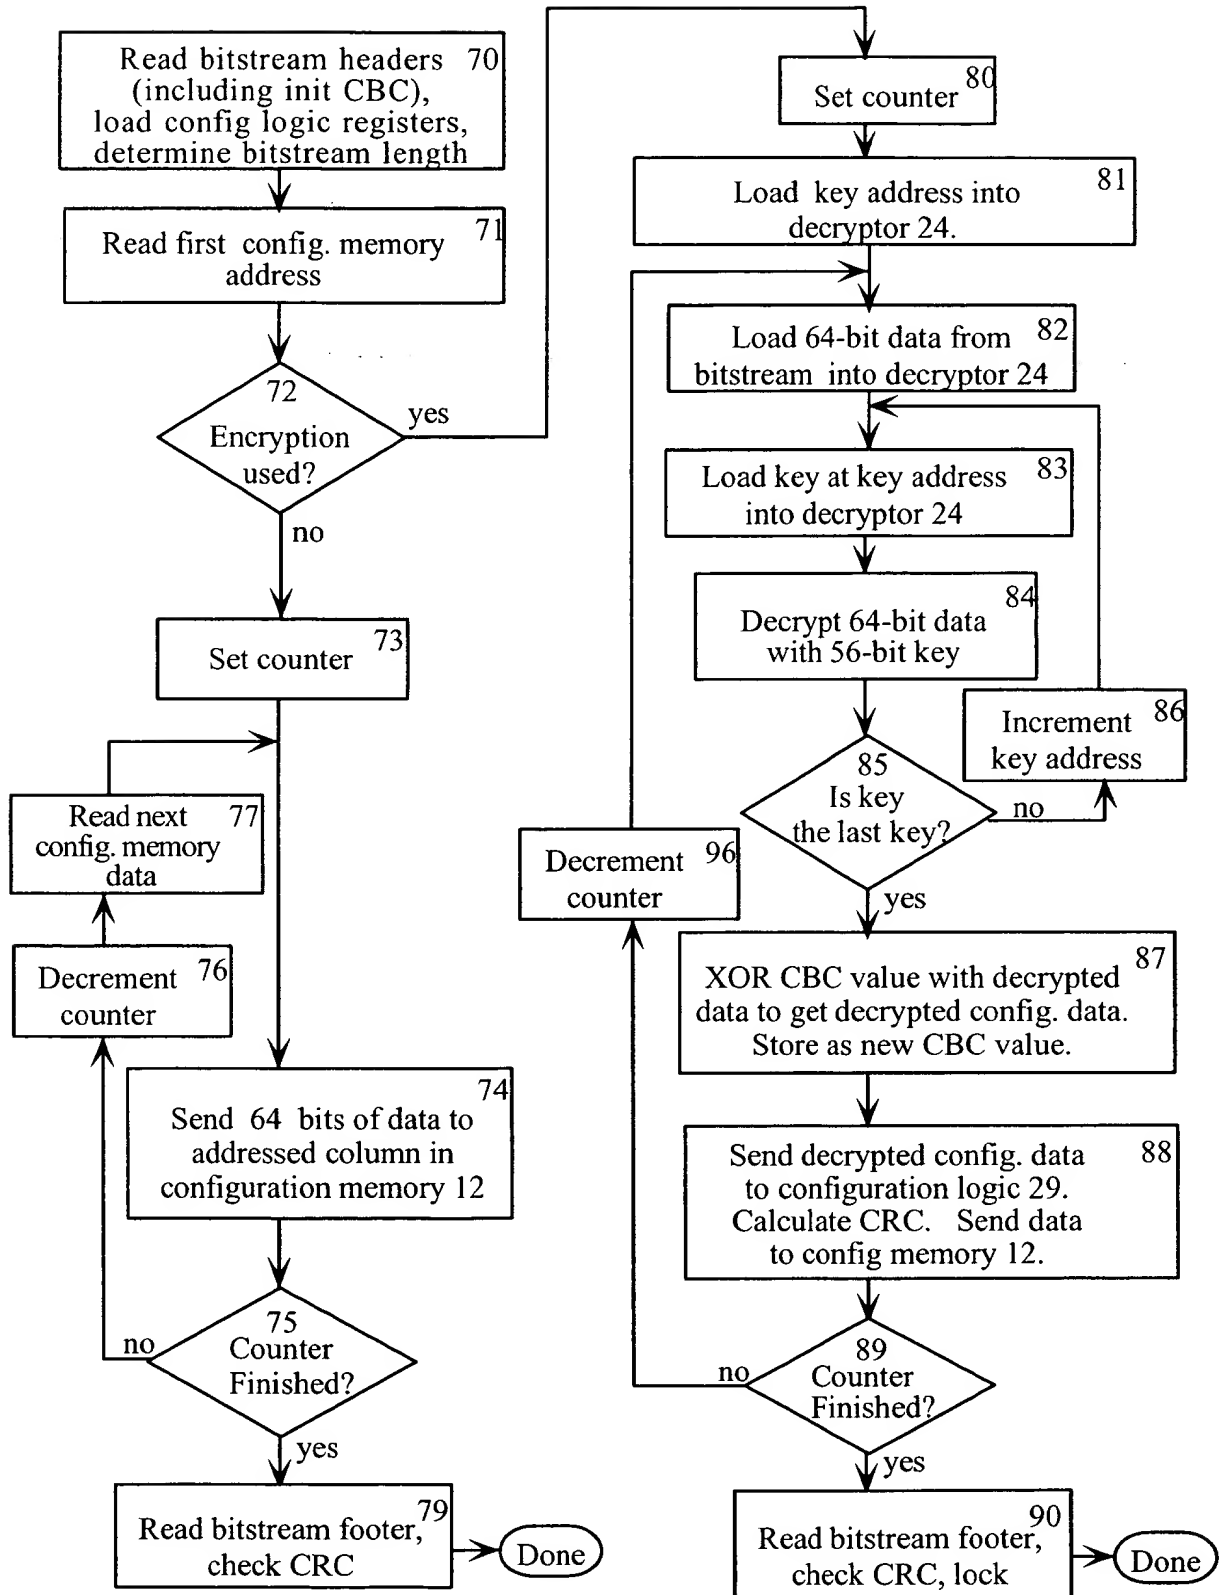 Read bitstream headers 70
(including init CBC),
load config logic registers,
determine bitstream length
Read first config. memory 71
address
72
Encryption
used?
yes
no
Set counter 73
Read next 77
config. memory
data
Decrement 76
counter
74
Send 64 bits of data to
addressed column in
configuration memory 12
75
Counter
Finished?
no
yes
79
Read bitstream footer,
check CRC
Done
80
Set counter
81
Load key address into
decryptor 24.
82
Load 64-bit data from
bitstream into decryptor 24
83
Load key at key address
into decryptor 24
84
Decrypt 64-bit data
with 56-bit key
85
Is key
the last key?
no
Increment 86
key address
yes
Decrement 96
counter
87
XOR CBC value with decrypted
data to get decrypted config. data.
Store as new CBC value.
88
Send decrypted config. data
to configuration logic 29.
Calculate CRC. Send data
to config memory 12.
89
Counter
Finished?
no
yes
90
Read bitstream footer,
check CRC, lock
Done